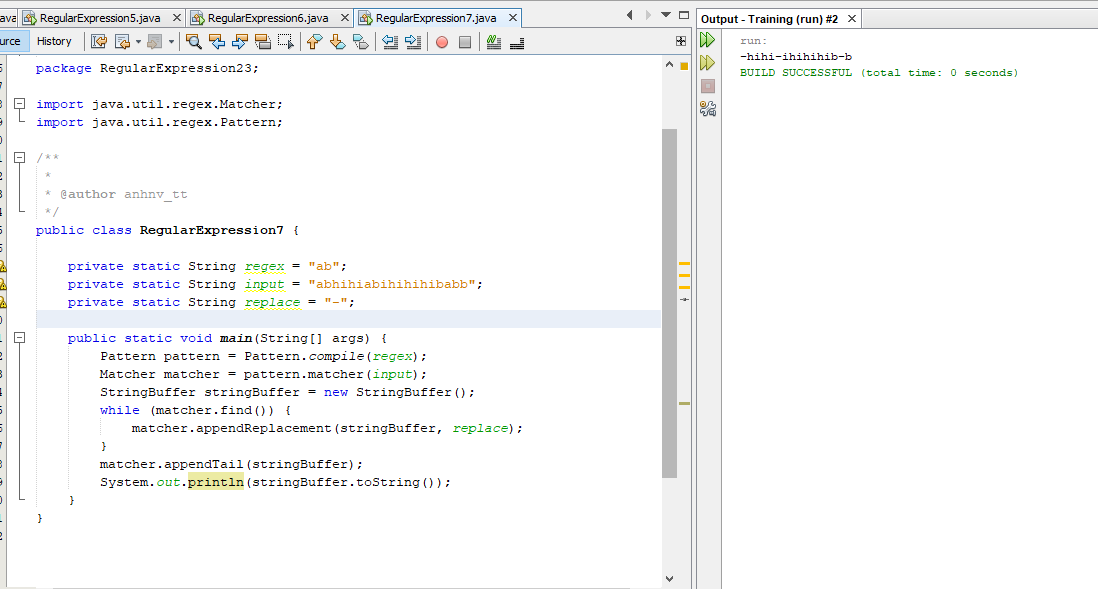 ava
RegularExpression5.java
RegularExpression6.java
RegularExpression7.java
urce
History
package RegularExpression23;
import java.util.regex.Matcher;
import java.util.regex.Pattern;
/**
*
* @author anhnv_tt
*/
public class RegularExpression7 {
private static String regex = "ab";
private static String input = "abhihiabihihihibabb";
private static String replace = "-";
public static void main(String[] args) {
Pattern pattern = Pattern.compile(regex);
Matcher matcher = pattern.matcher(input);
StringBuffer stringBuffer = new StringBuffer();
while (matcher.find()) {
matcher.appendReplacement(stringBuffer, replace);
}
matcher.appendTail(stringBuffer);
System.out.println(stringBuffer.toString());
}
}
Output - Training (run) #2
run:
-hihi-ihihihib-b
BUILD SUCCESSFUL (total time: 0 seconds)